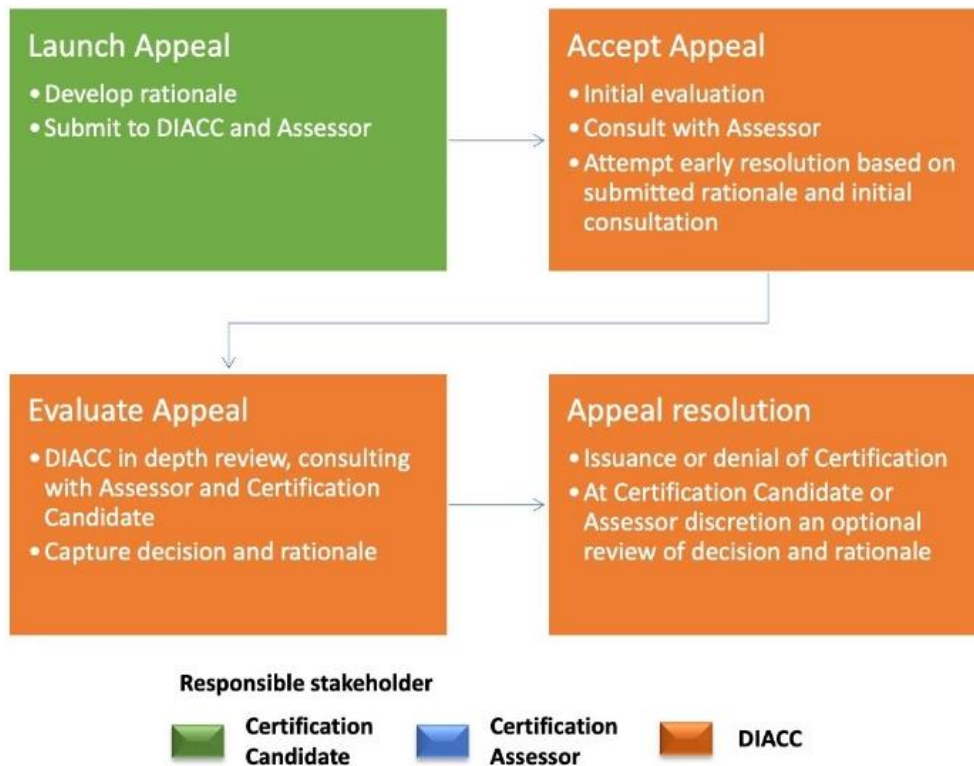 Launch Appeal
• Develop rationale
• Submit to DIACC and Assessor
Accept Appeal
• Initial evaluation
• Consult with Assessor
• Attempt early resolution based on
submitted rationale and initial
consultation
Evaluate Appeal
• DIACC in depth review, consulting
with Assessor and Certification
Candidate
• Capture decision and rationale
Appeal resolution
• Issuance or denial of Certification
• At Certification Candidate or
Assessor discretion an optional
review of decision and rationale
Responsible stakeholder
Certification
Candidate
Certification
Assessor
DIACC